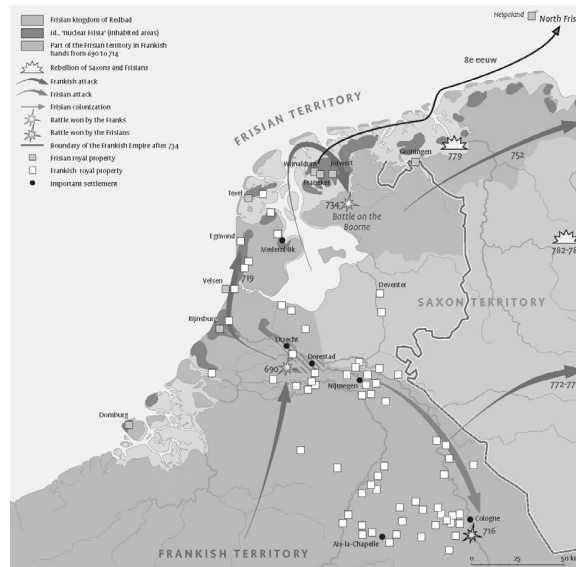 Frisian kingdom of Redbad
Id., 'nuclear Frisia' (inhabited areas)
Part of the Frisian territory in Frankish
hands from 690 to 714
Rebellion of Saxons and Frisians
Frankish attack
Frisian attack
Frisian colonization
Battle won by the Franks
Battle won by the Frisians
Boundary of the Frankish Empire after 734
Frisian royal property
Frankish royal property
Important settlement
Helgoland
North Fris
8e eeuw
FRISIAN TERRITORY
Wijnaldum
Jorwert
Franeker
Groningen
779
752
Texel
734
Battle on the
Boorne
Egmond
Medemblik
782-78
719
Velsen
Deventer
SAXON TERRITORY
Rijnsburg
Utrecht
Dorestad
690
Nijmegen
772-77
Domburg
Cologne
716
Aix-la-Chapelle
FRANKISH TERRITORY
0 25 50 k